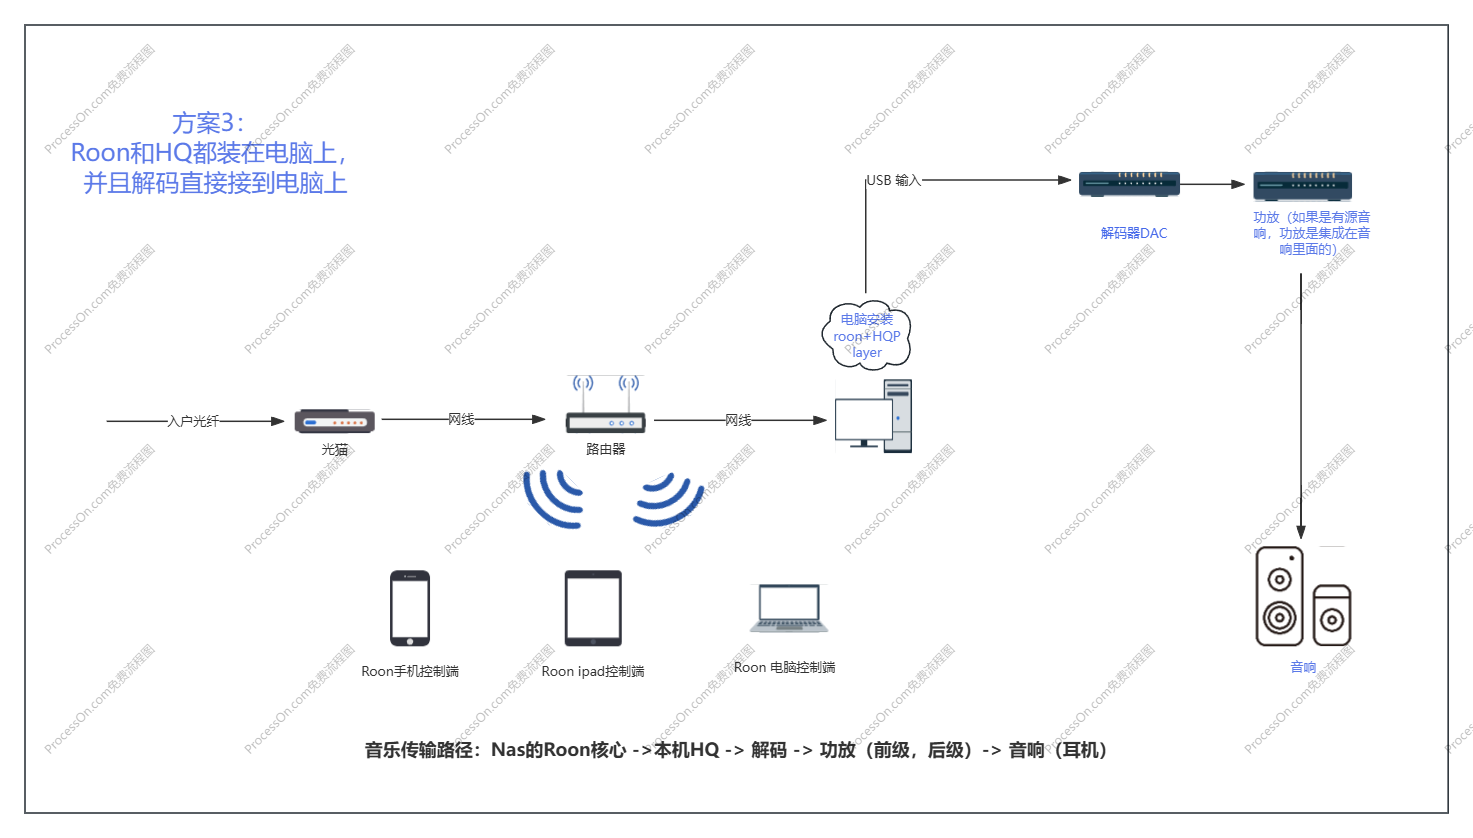 方案3：
Roon和HQ都装在电脑上，
并且解码直接接到电脑上
USB 输入
解码器DAC
功放（如果是有源音
响，功放是集成在音
响里面的）
电脑安装
roon+HQP
layer
入户光纤
网线
网线
光猫
路由器
Roon手机控制端
Roon ipad控制端
Roon 电脑控制端
音响
音乐传输路径：Nas的Roon核心 ->本机HQ -> 解码 -> 功放（前级，后级）-> 音响（耳机）
ProcessOn.com免费流程图